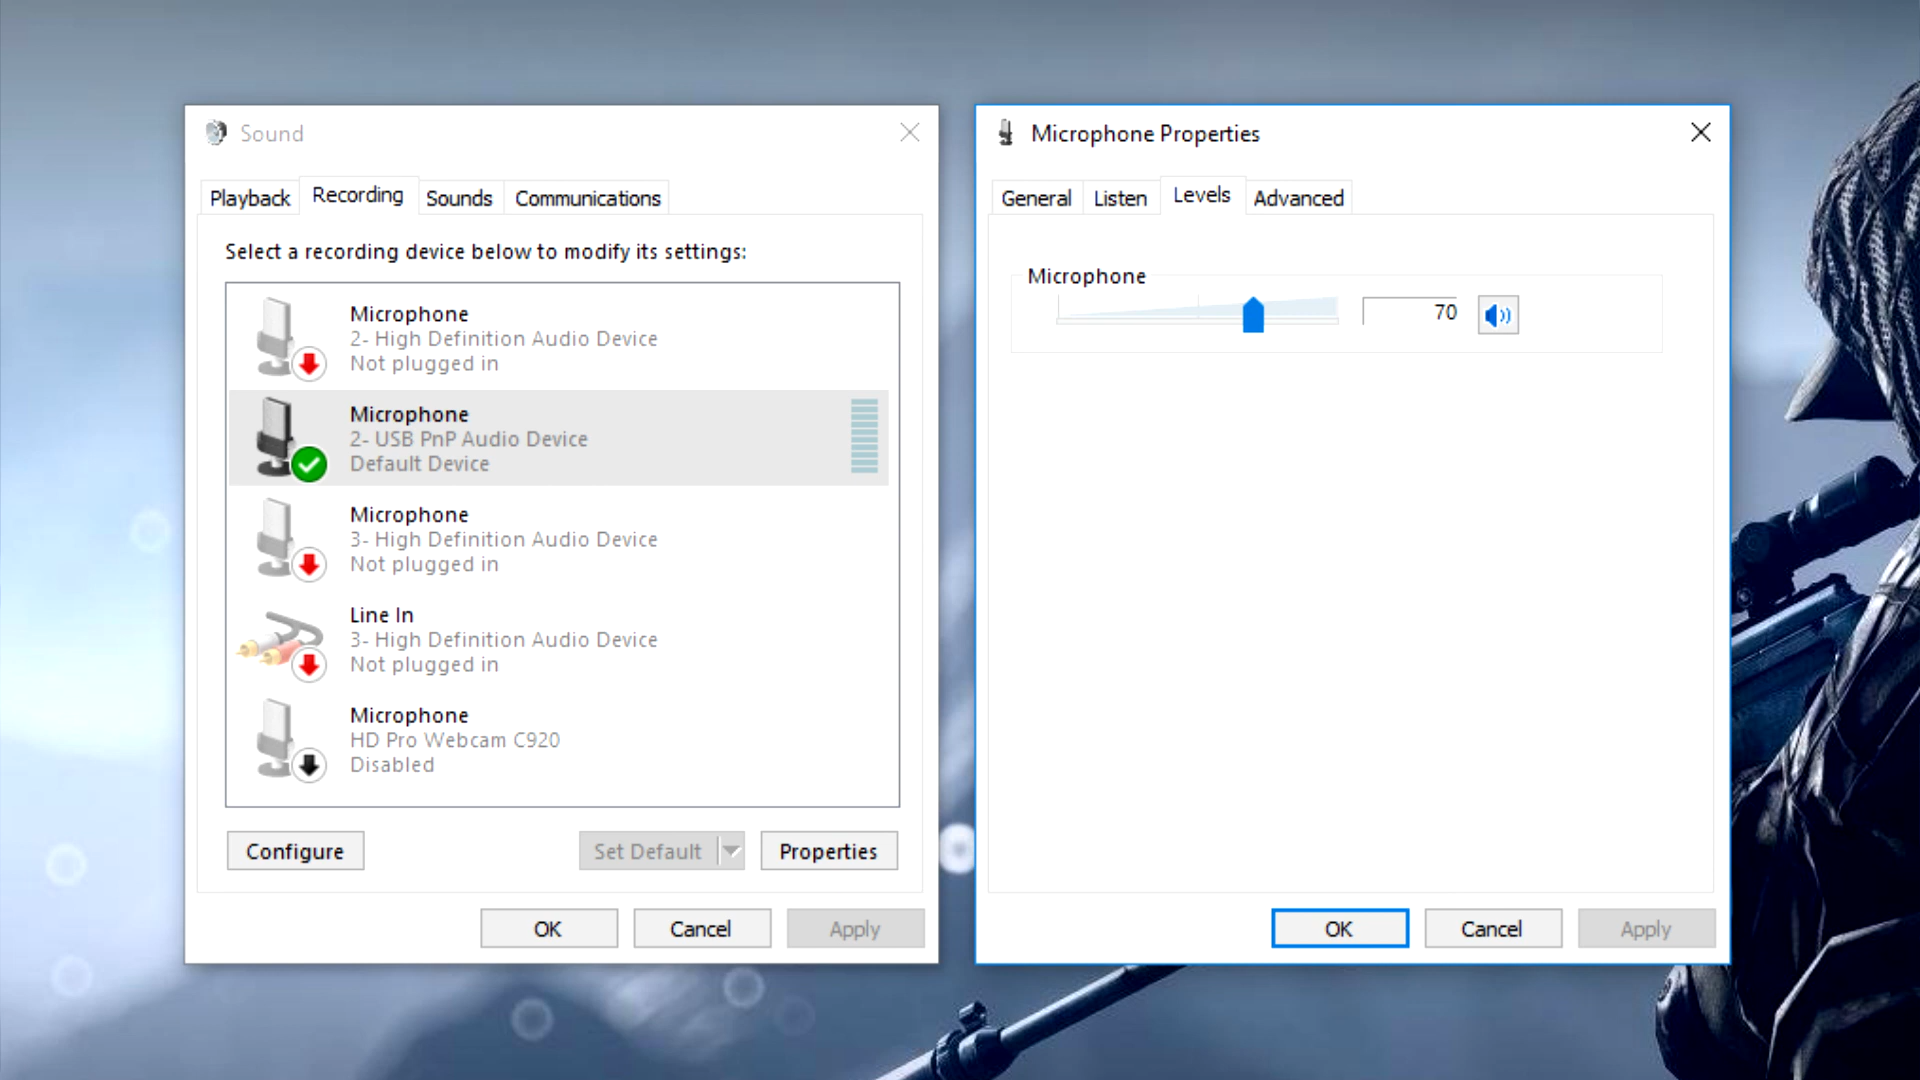 Sound
Playback
Recording
Sounds
Communications
Select a recording device below to modify its settings:
Microphone
2- High Definition Audio Device
Not plugged in
Microphone
2- USB PnP Audio Device
Default Device
Microphone
3- High Definition Audio Device
Not plugged in
Line In
3- High Definition Audio Device
Not plugged in
Microphone
HD Pro Webcam C920
Disabled
Configure
Set Default
Properties
OK
Cancel
Apply
Microphone Properties
General
Listen
Levels
Advanced
Microphone
70
OK
Cancel
Apply